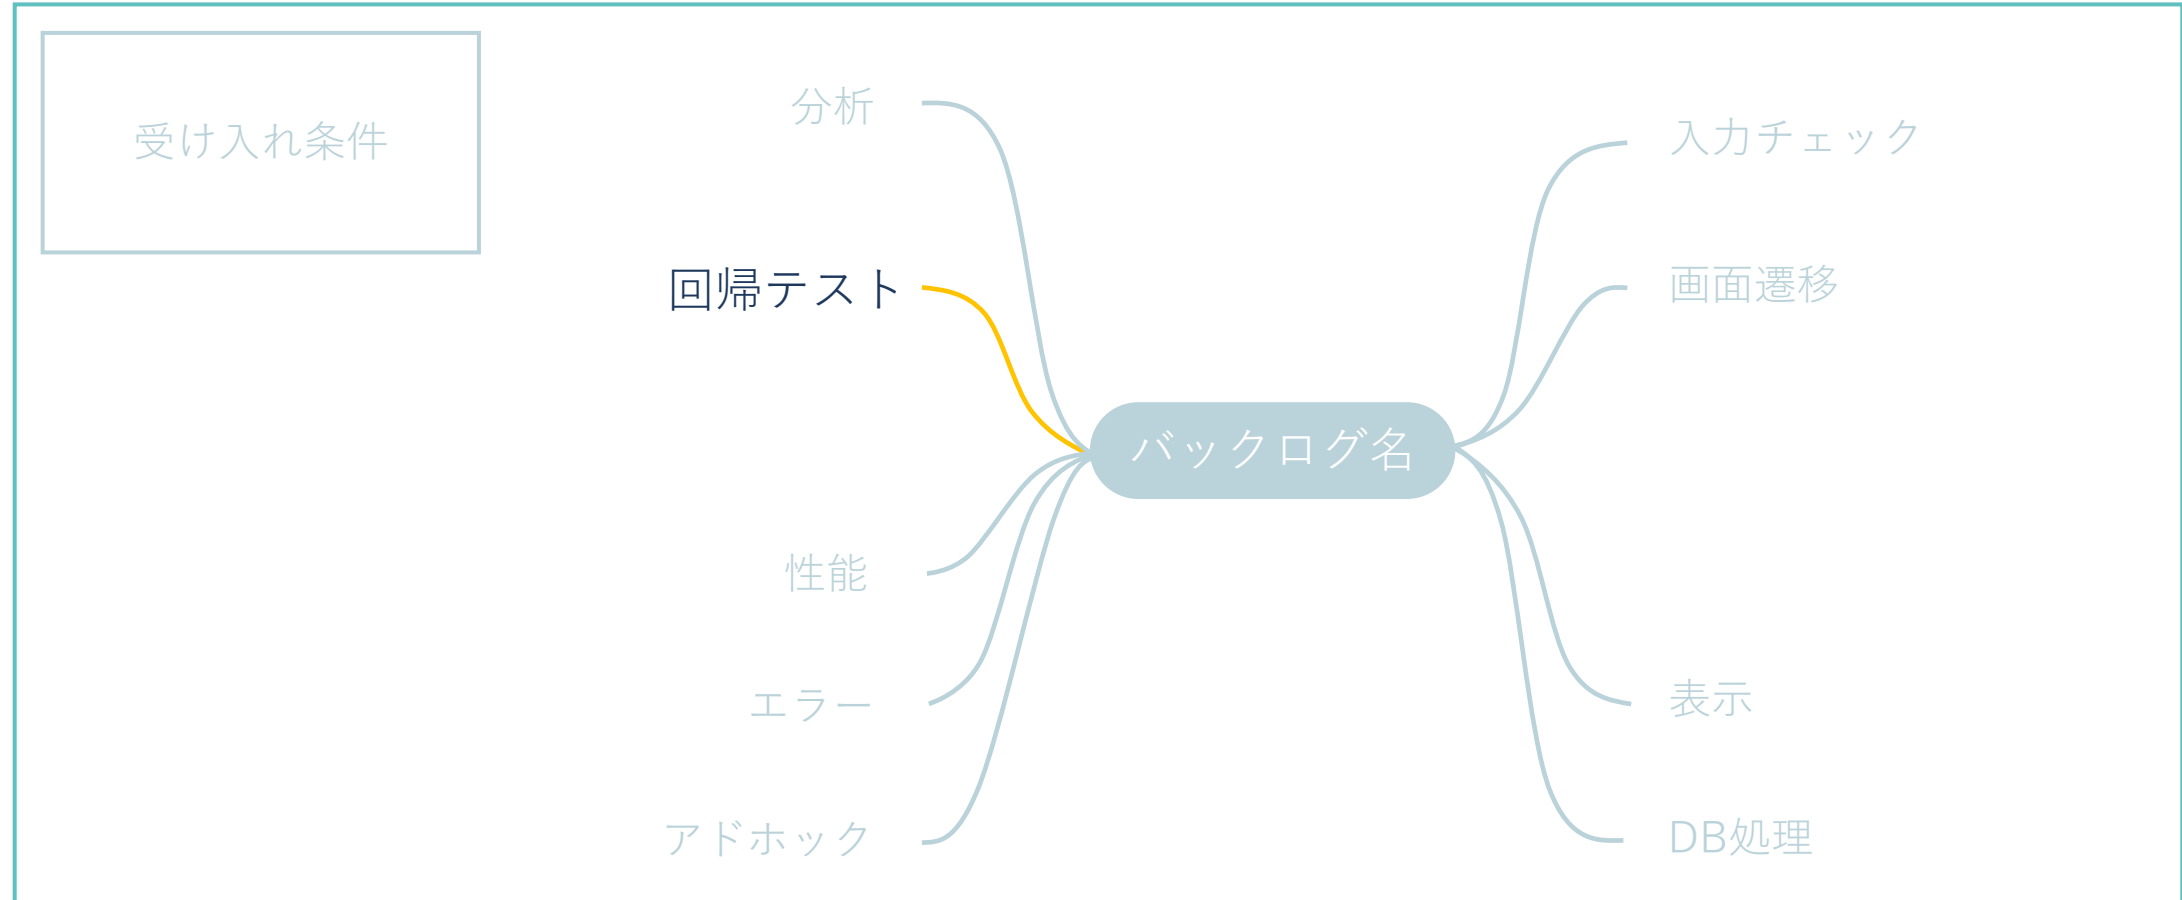 受け入れ条件
分析
回帰テスト
性能
エラー
アドホック
バックログ名
入力チェック
画面遷移
表示
DB処理